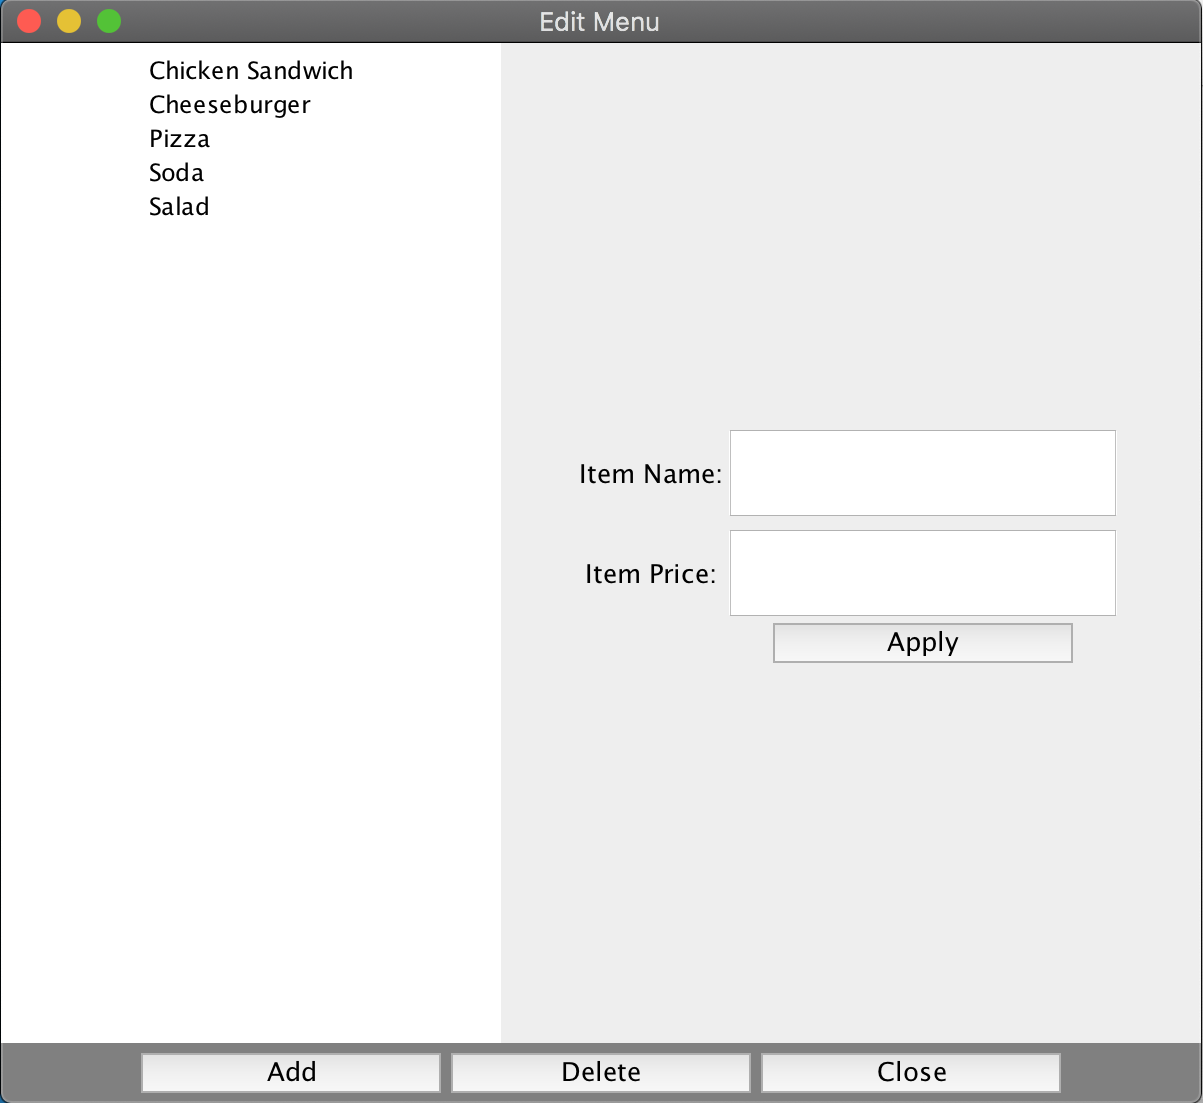 Edit Menu
Chicken Sandwich
Cheeseburger
Pizza
Soda
Salad
Item Name:
Item Price:
Apply
Add
Delete
Close